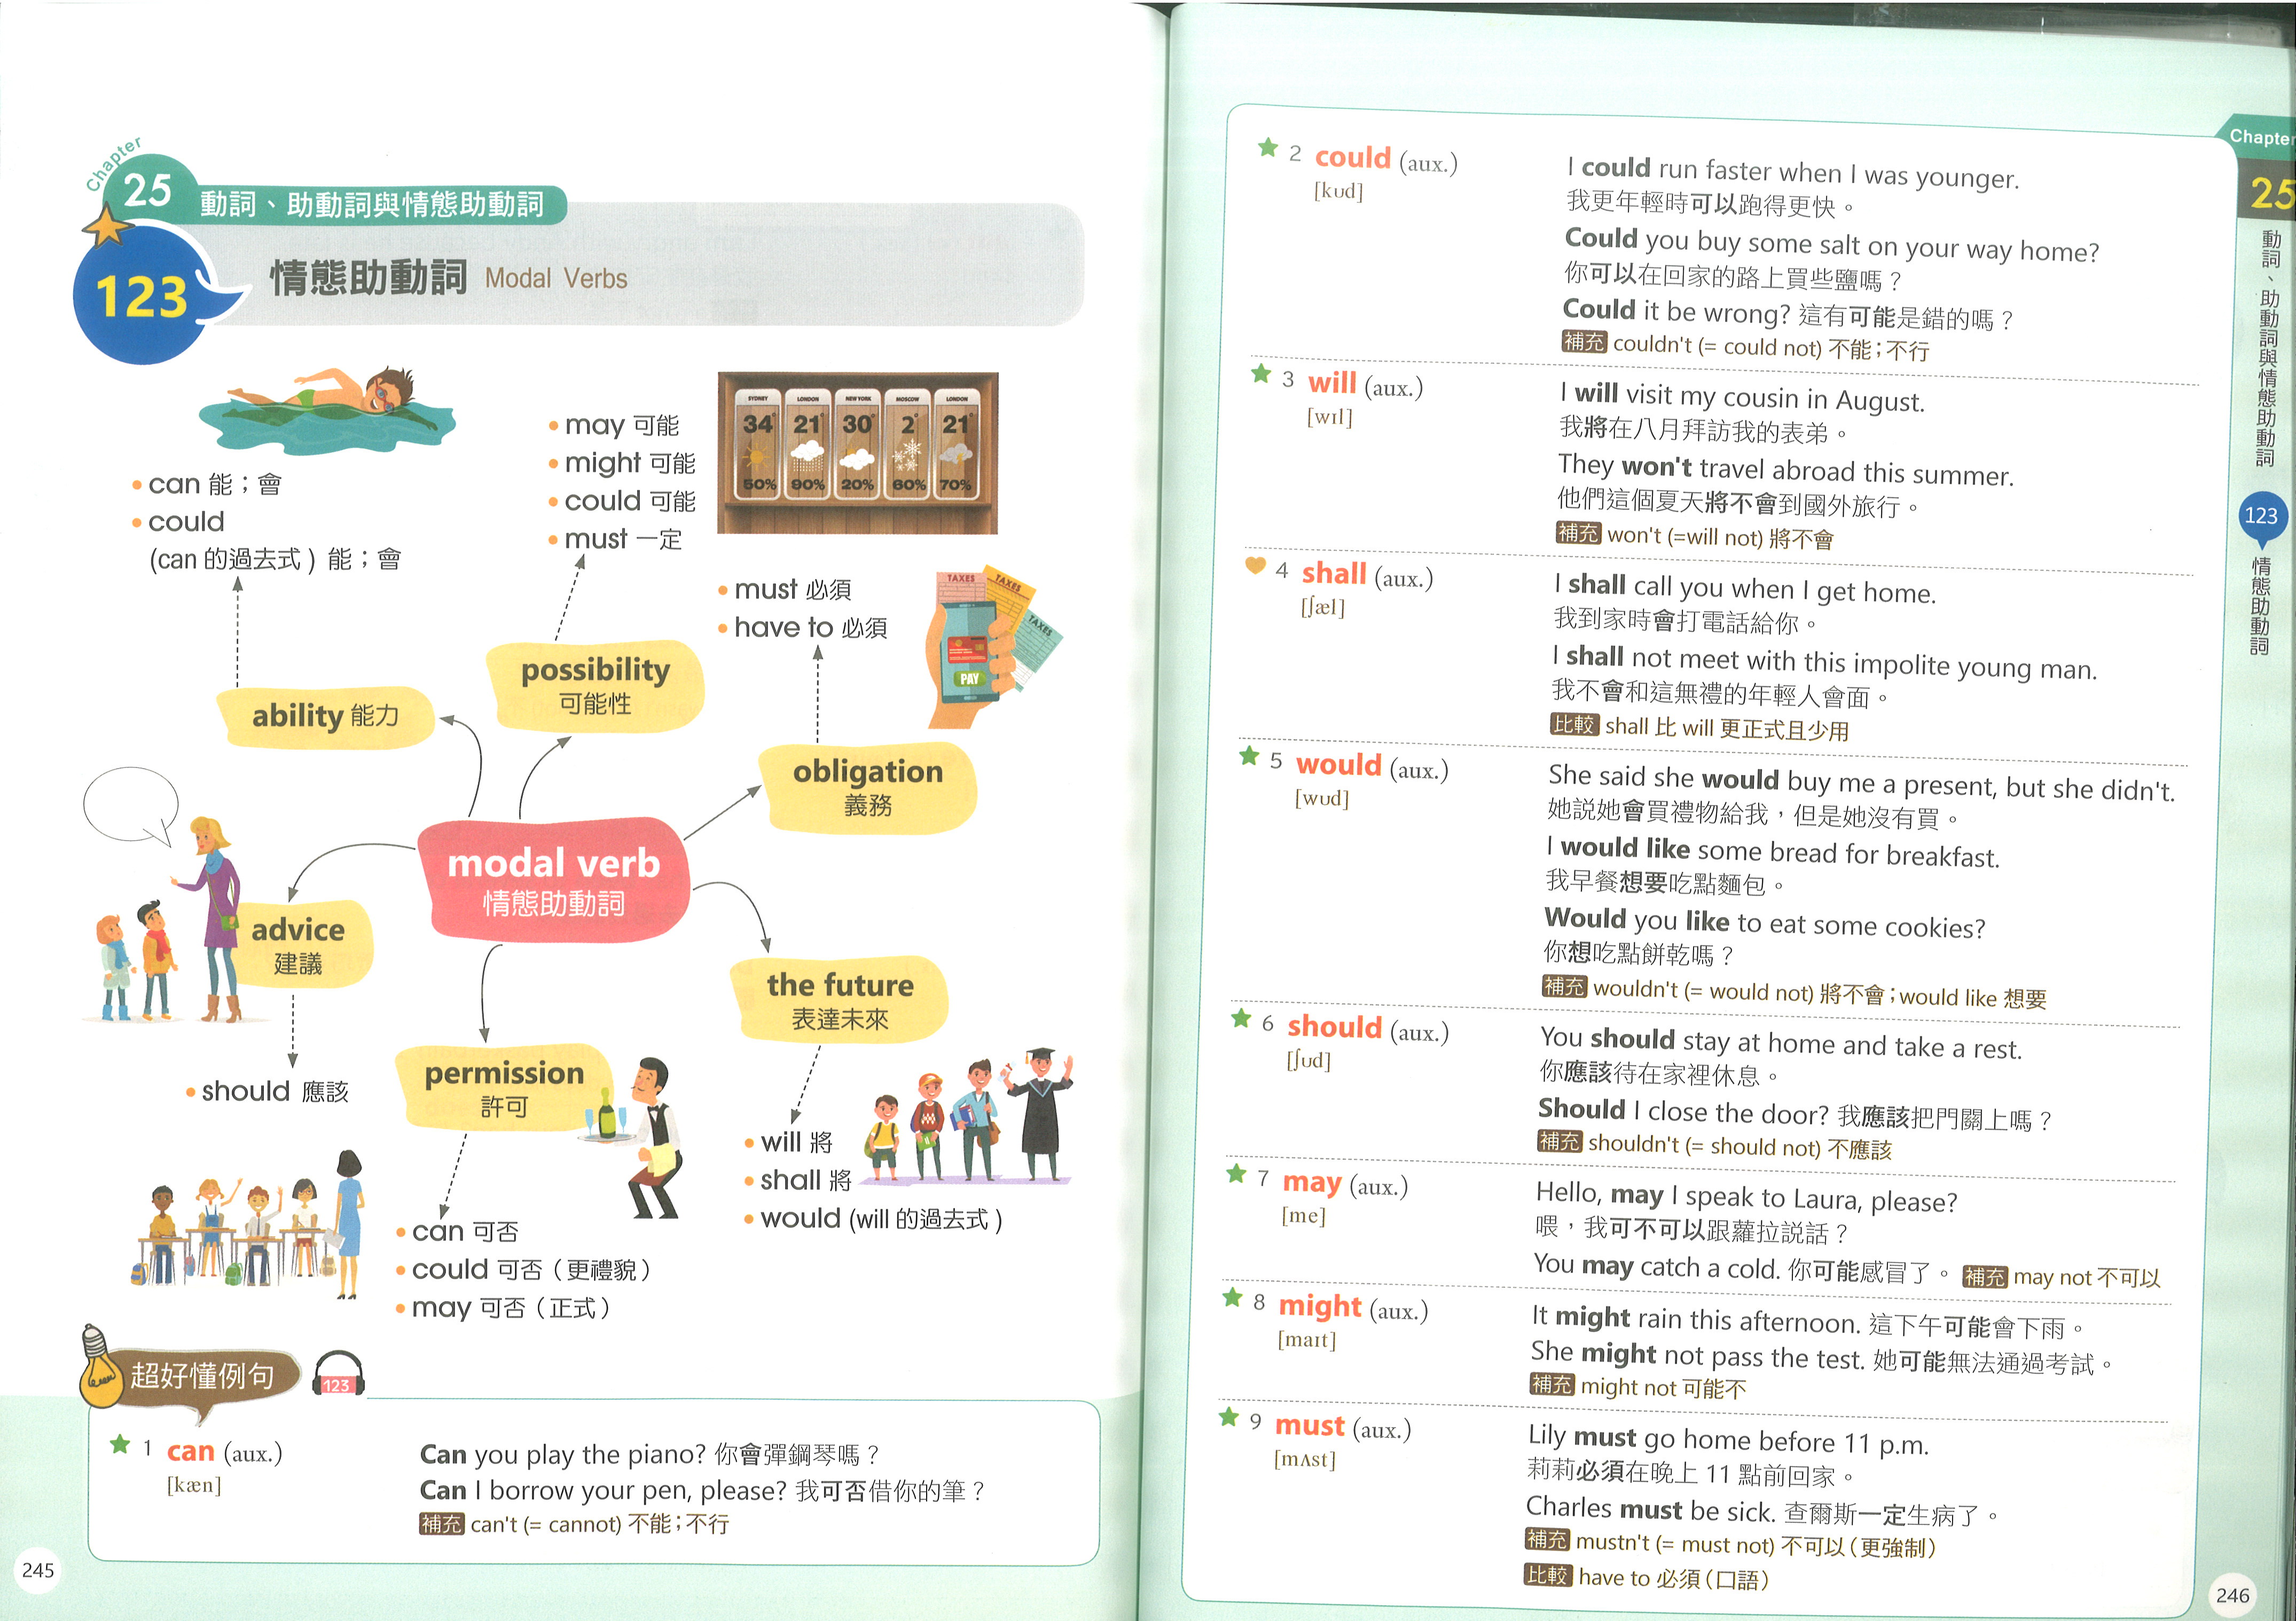 Chapter
25 動詞、助動詞與情態助動詞
123 情態助動詞 Modal Verbs
can 能；會
could
(can 的過去式) 能；會
may 可能
might 可能
could 可能
must 一定
SYDNEY LONDON NEW YORK MOSCOW LONDON
34° 21° 30° 2° 21°
50% 90% 20% 60% 70%
must 必須
have to 必須
TAXES
TAXES
TAXES
PAY
ability 能力
possibility
可能性
obligation
義務
modal verb
情態助動詞
advice
建議
the future
表達未來
permission
許可
should 應該
will 將
shall 將
would (will 的過去式)
can 可否
could 可否（更禮貌）
may 可否（正式）
超好懂例句
123
1 can (aux.)
[kæn]
Can you play the piano? 你會彈鋼琴嗎？
Can I borrow your pen, please? 我可否借你的筆？
補充 can't (= cannot) 不能；不行
245
2 could (aux.)
[kʊd]
I could run faster when I was younger.
我更年輕時可以跑得更快。
Could you buy some salt on your way home?
你可以在回家的路上買些鹽嗎？
Could it be wrong? 這有可能是錯的嗎？
補充 couldn't (= could not) 不能；不行
3 will (aux.)
[wɪl]
I will visit my cousin in August.
我將在八月拜訪我的表弟。
They won't travel abroad this summer.
他們這個夏天將不會到國外旅行。
補充 won't (=will not) 將不會
4 shall (aux.)
[ʃæl]
I shall call you when I get home.
我到家時會打電話給你。
I shall not meet with this impolite young man.
我不會和這無禮的年輕人會面。
比較 shall 比 will 更正式且少用
5 would (aux.)
[wʊd]
She said she would buy me a present, but she didn't.
她說她會買禮物給我，但是她沒有買。
I would like some bread for breakfast.
我早餐想要吃點麵包。
Would you like to eat some cookies?
你想吃點餅乾嗎？
補充 wouldn't (= would not) 將不會；would like 想要
6 should (aux.)
[ʃʊd]
You should stay at home and take a rest.
你應該待在家裡休息。
Should I close the door? 我應該把門關上嗎？
補充 shouldn't (= should not) 不應該
7 may (aux.)
[me]
Hello, may I speak to Laura, please?
喂，我可不可以跟蘿拉說話？
You may catch a cold. 你可能感冒了。 補充 may not 不可以
8 might (aux.)
[maɪt]
It might rain this afternoon. 這下午可能會下雨。
She might not pass the test. 她可能無法通過考試。
補充 might not 可能不
9 must (aux.)
[mʌst]
Lily must go home before 11 p.m.
莉莉必須在晚上 11 點前回家。
Charles must be sick. 查爾斯一定生病了。
補充 mustn't (= must not) 不可以（更強制）
比較 have to 必須（口語）
Chapter
25
動詞、助動詞與情態助動詞
123
情態助動詞
246